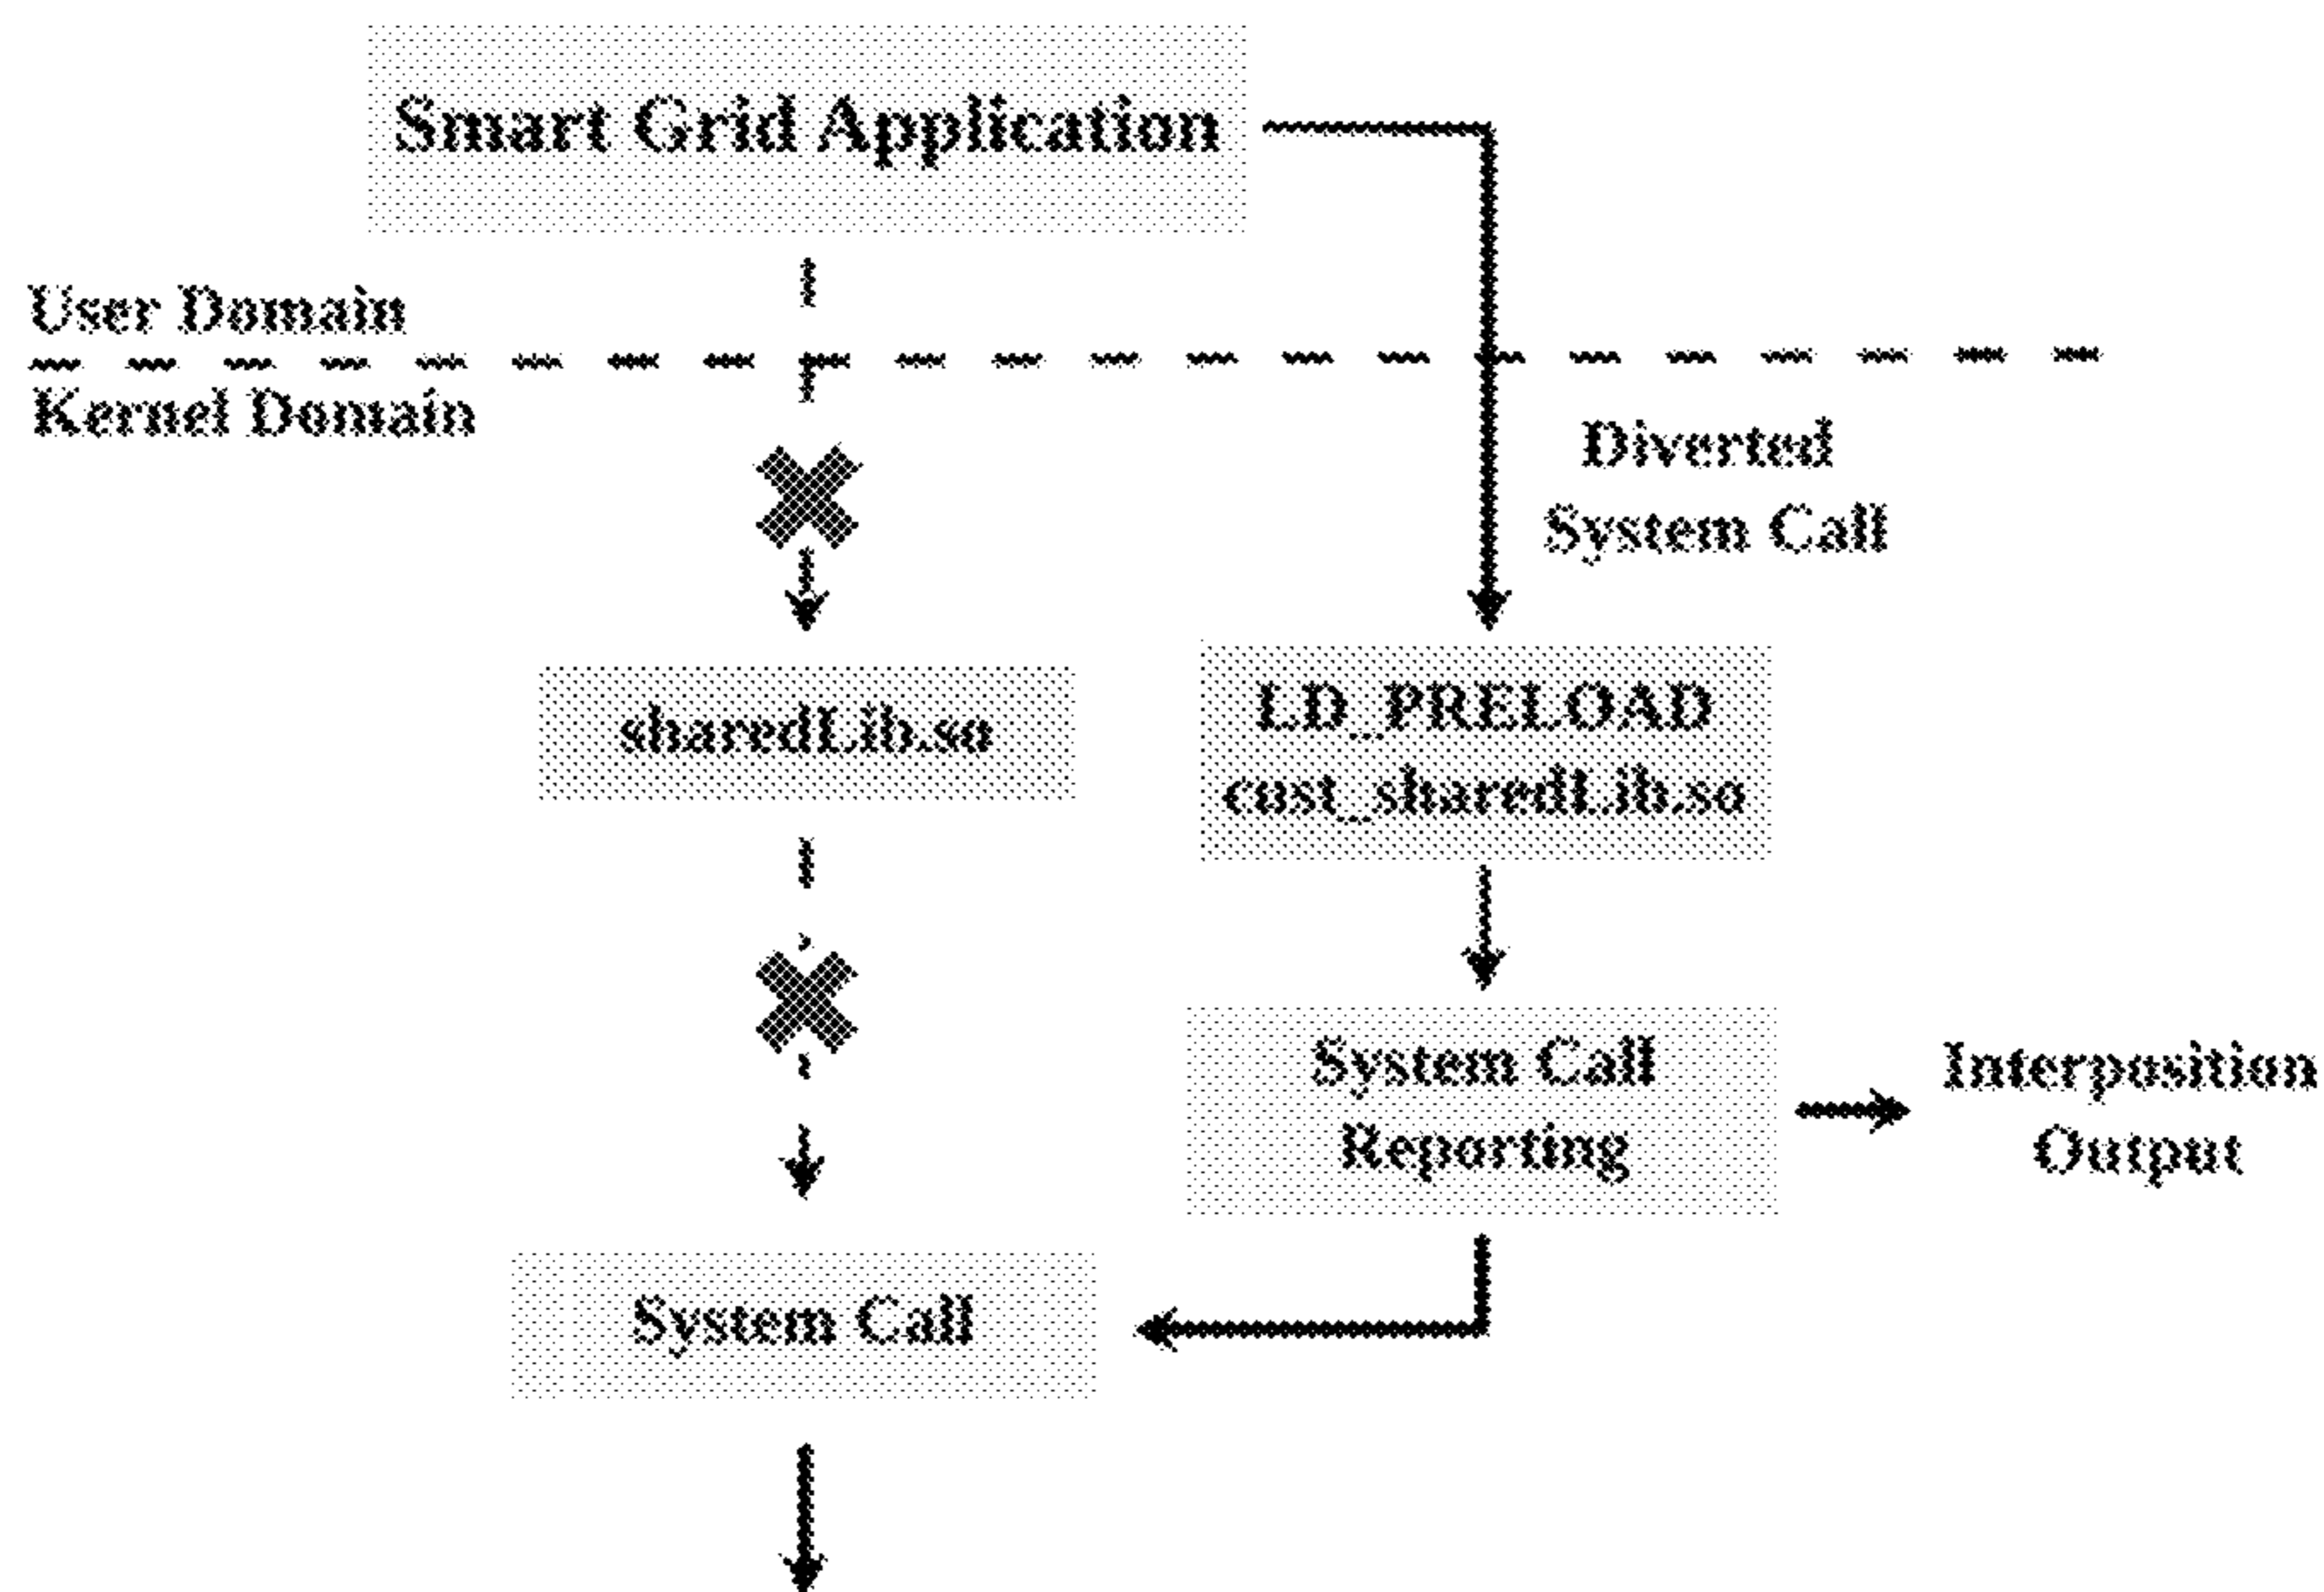 Smart Grid Application
User Domain
Kernel Domain
Diverted
System Call
sharedLib.so
LD_PRELOAD
cust_sharedLib.so
System Call
Reporting
Interposition
Output
System Call